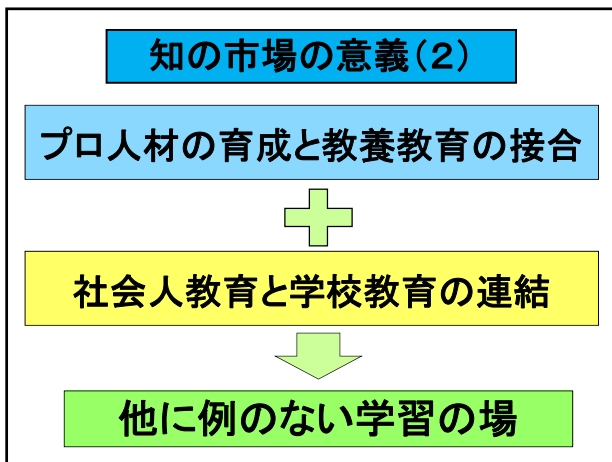 知の市場の意義(2)
プロ人材の育成と教養教育の接合
社会人教育と学校教育の連結
他に例のない学習の場